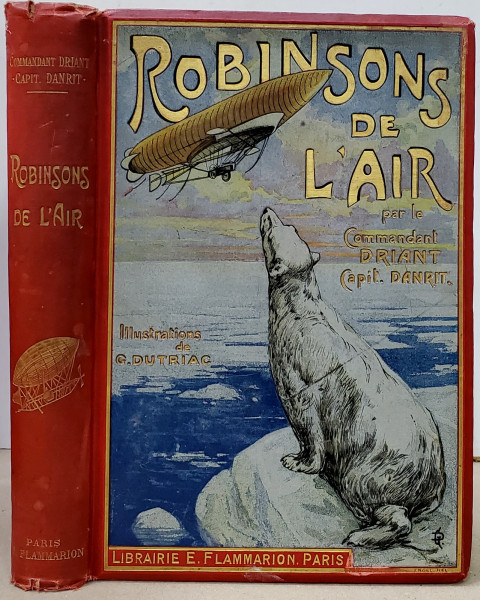 COMMANDANT DRIANT
-CAPIT. DANRIT-
ROBINSONS
DE L'AIR
PARIS
FLAMMARION
ROBINSONS
DE
L'AIR
par le
Commandant
DRIANT
Capit. DANRIT.
Illustrations
de
G. DUTRIAC
LIBRAIRIE E. FLAMMARION. PARIS